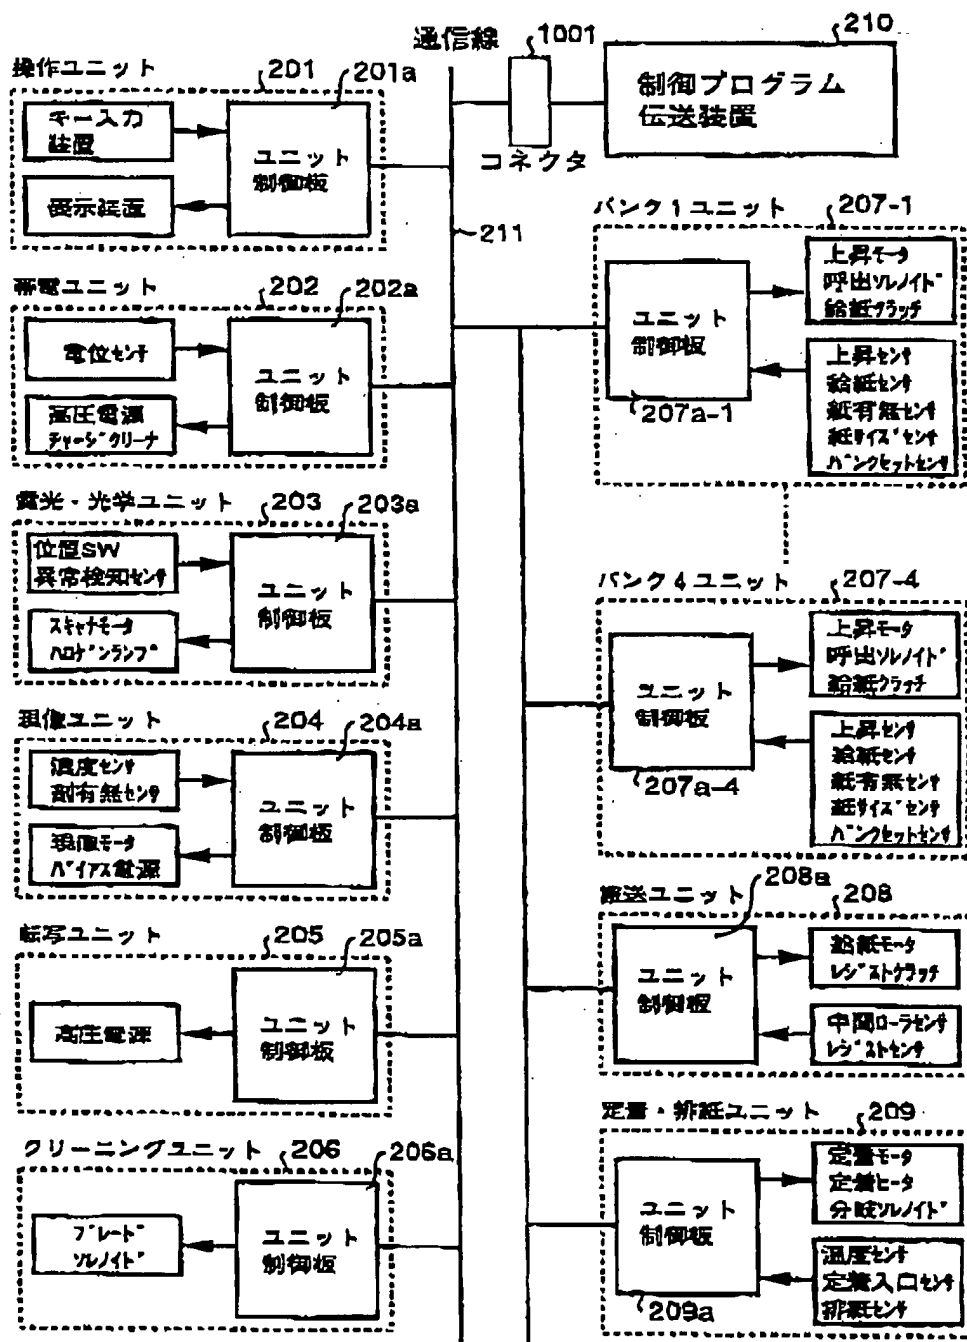 通信線
1001
210
制御プログラム
伝送装置
コネクタ
211
操作ユニット
201
201a
キー入力
装置
表示装置
ユニット
制御板
帯電ユニット
202
202a
電位センサ
高圧電源
チャージクリーナ
ユニット
制御板
露光・光学ユニット
203
203a
位置SW
異常検知センサ
スキャナモータ
ハロゲンランプ
ユニット
制御板
現像ユニット
204
204a
濃度センサ
剤有無センサ
現像モータ
バイアス電源
ユニット
制御板
転写ユニット
205
205a
高圧電源
ユニット
制御板
クリーニングユニット
206
206a
ブレード
ソレノイド
ユニット
制御板
バンク1ユニット
207-1
ユニット
制御板
207a-1
上昇モータ
呼出ソレノイド
給紙クラッチ
上昇センサ
給紙センサ
紙有無センサ
紙サイズセンサ
バンクセットセンサ
バンク4ユニット
207-4
ユニット
制御板
207a-4
上昇モータ
呼出ソレノイド
給紙クラッチ
上昇センサ
給紙センサ
紙有無センサ
紙サイズセンサ
バンクセットセンサ
搬送ユニット
208a
208
ユニット
制御板
給紙モータ
レジストクラッチ
中間ローラセンサ
レジストセンサ
定着・排紙ユニット
209
ユニット
制御板
209a
定着モータ
定着ヒータ
分岐ソレノイド
温度センサ
定着入口センサ
排紙センサ